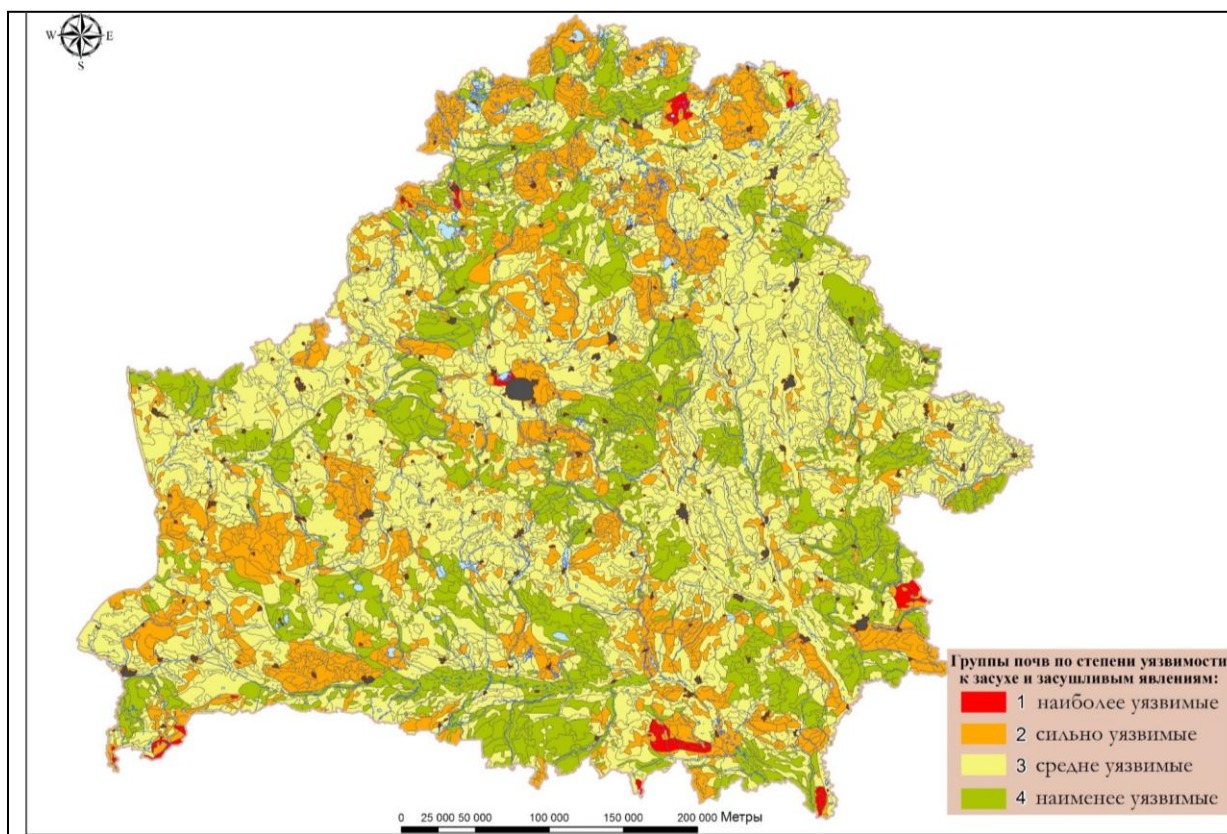 W E
S
Группы почв по степени уязвимости
к засухе и засушливым явлениям:
1 наиболее уязвимые
2 сильно уязвимые
3 средне уязвимые
4 наименее уязвимые
0 25 000 50 000 100 000 150 000 200 000 Метры